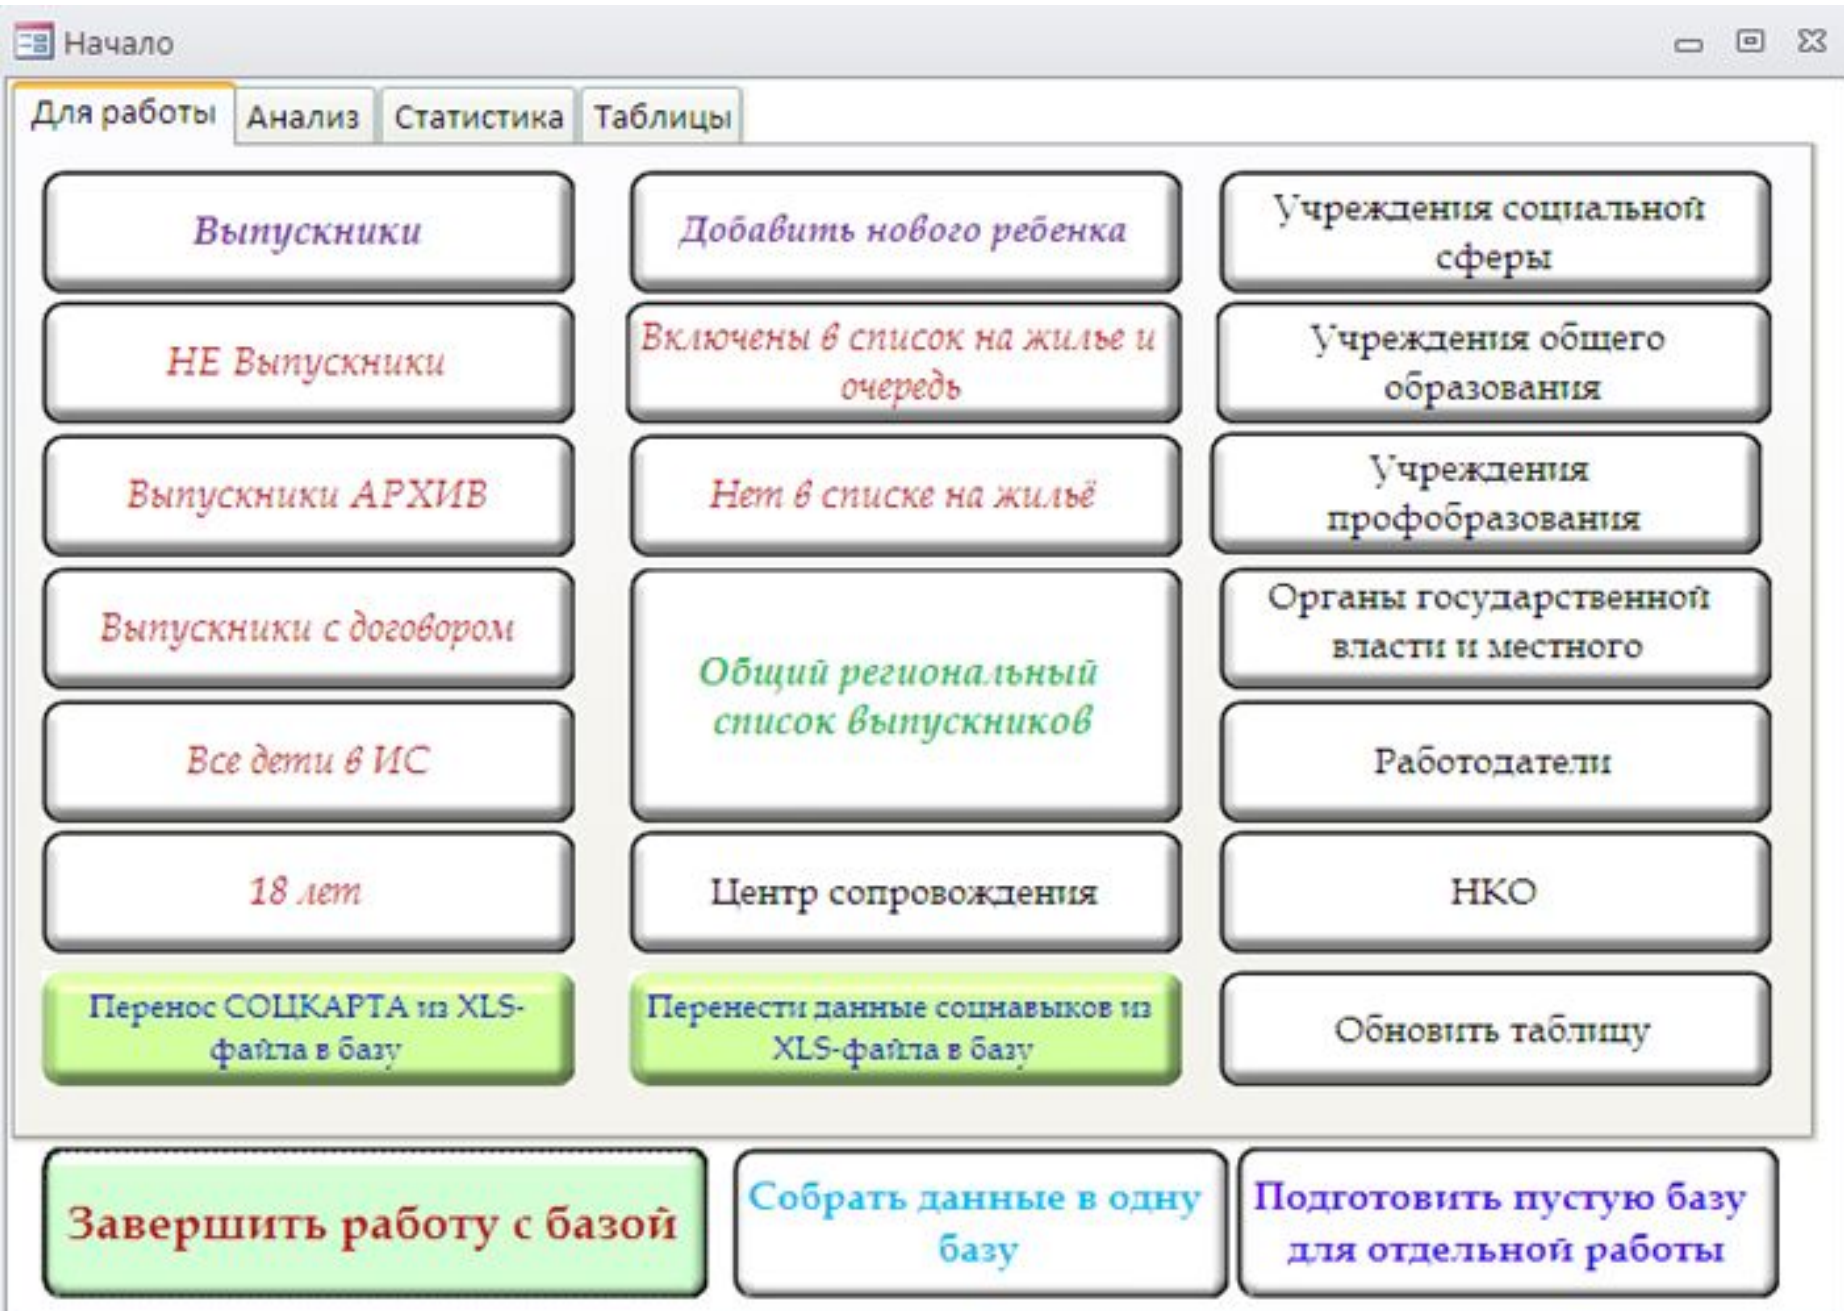 Начало
Для работы
Анализ
Статистика
Таблицы
Выпускники
Добавить нового ребенка
Учреждения социальной
сферы
НЕ Выпускники
Включены в список на жилье и
очередь
Учреждения общего
образования
Выпускники АРХИВ
Нет в списке на жильё
Учреждения
профобразования
Выпускники с договором
Общий региональный
список выпускников
Органы государственной
власти и местного
Все дети в ИС
Работодатели
18 лет
Центр сопровождения
НКО
Перенос СОЦКАРТА из XLS-
файла в базу
Перенести данные соцнавыков из
XLS-файла в базу
Обновить таблицу
Завершить работу с базой
Собрать данные в одну
базу
Подготовить пустую базу
для отдельной работы